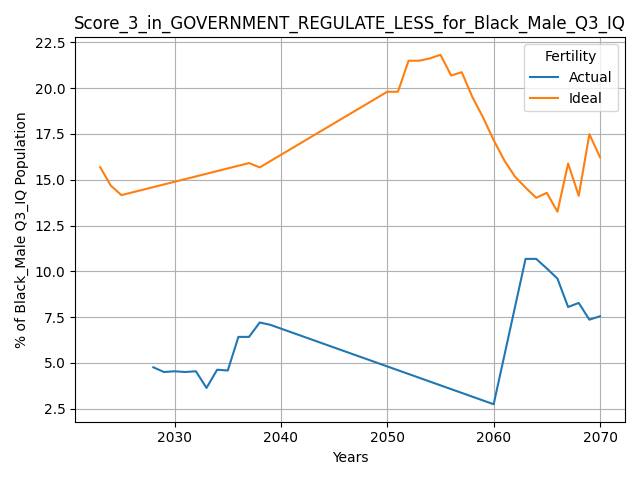 Score_3_in_GOVERNMENT_REGULATE_LESS_for_Black_Male_Q3_IQ
% of Black_Male Q3_IQ Population
22.5
20.0
17.5
15.0
12.5
10.0
7.5
5.0
2.5
Fertility
Actual
Ideal
2030
2040
2050
2060
2070
Years